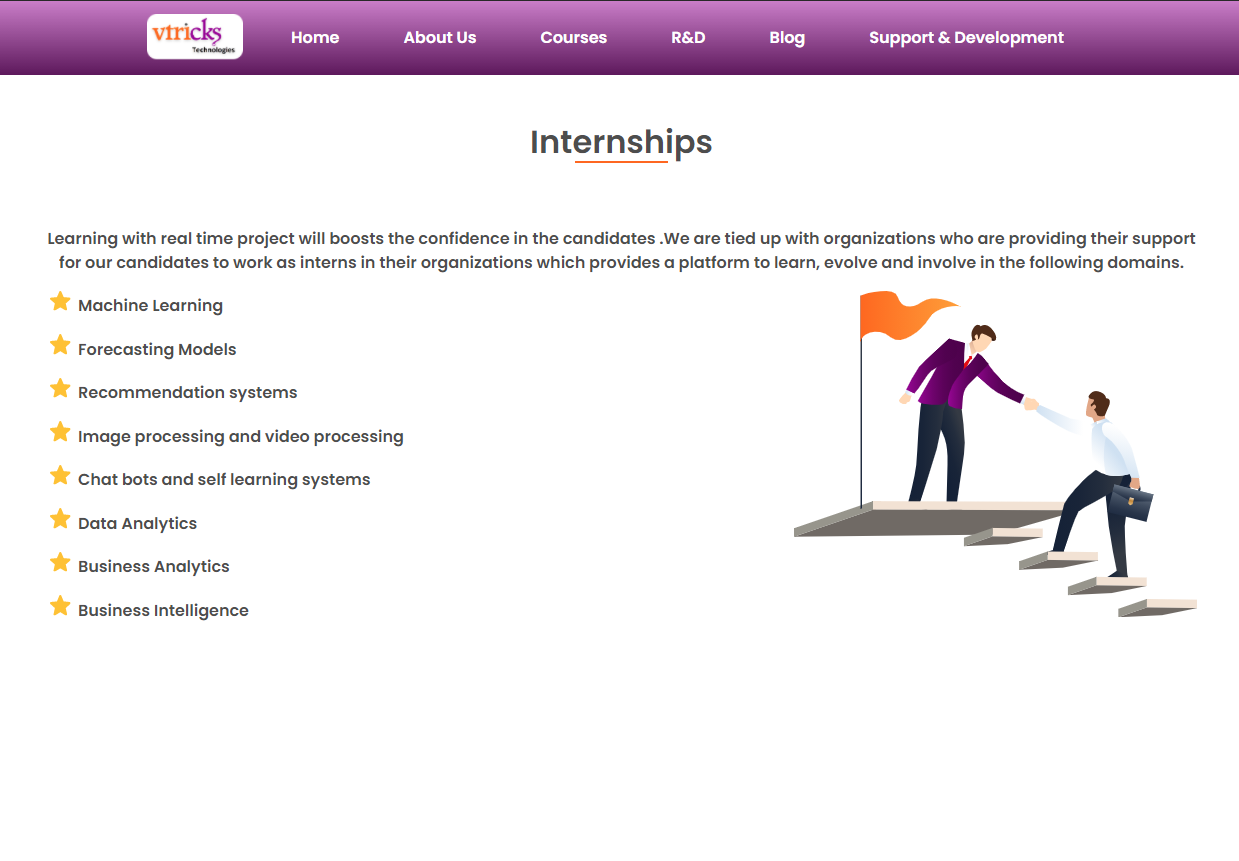 vtricks
Technologies
Home
About Us
Courses
R&D
Blog
Support & Development
Internships
Learning with real time project will boosts the confidence in the candidates .We are tied up with organizations who are providing their support
for our candidates to work as interns in their organizations which provides a platform to learn, evolve and involve in the following domains.
Machine Learning
Forecasting Models
Recommendation systems
Image processing and video processing
Chat bots and self learning systems
Data Analytics
Business Analytics
Business Intelligence